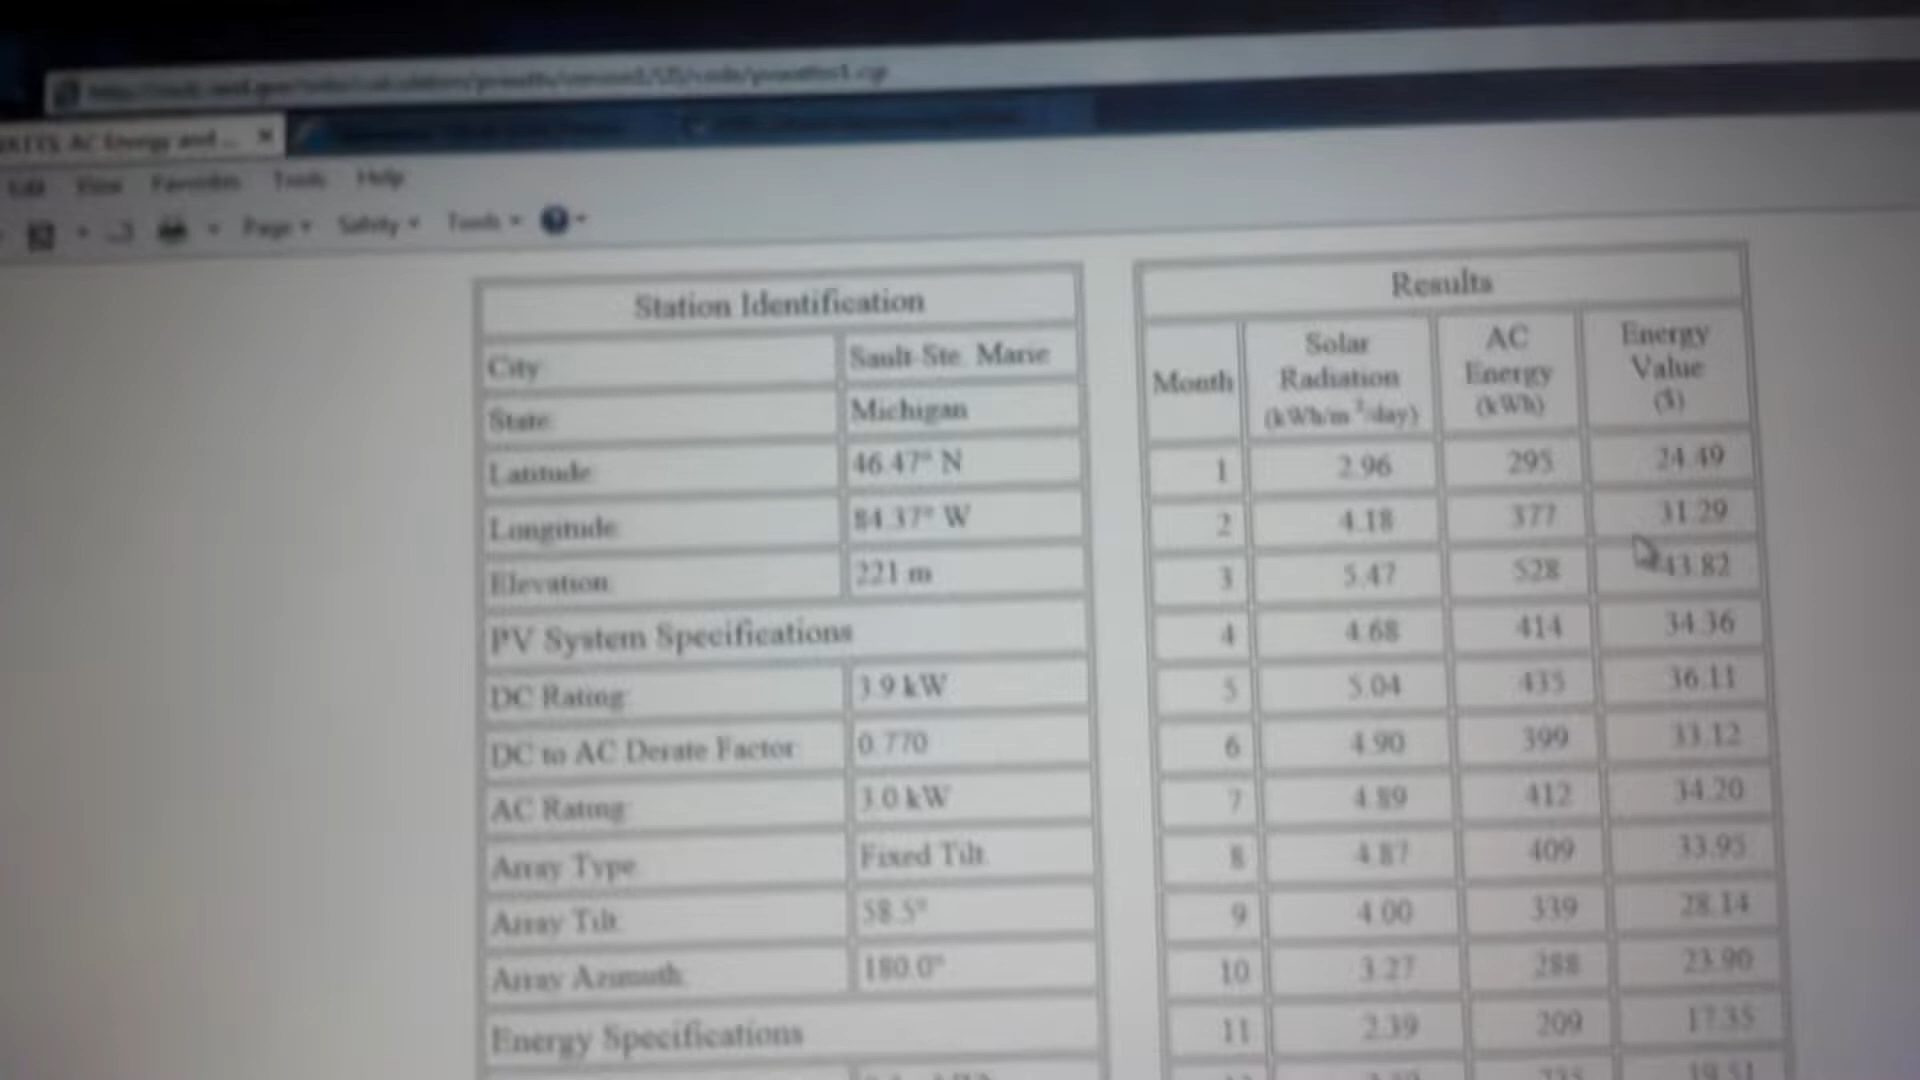 AC Energy and ...
Edit View Favorites Tools Help
Page Safety Tools
Station Identification
City: Sault Ste. Marie
State: Michigan
Latitude: 46.47° N
Longitude: 84.37° W
Elevation: 221 m
PV System Specifications
DC Rating: 3.9 kW
DC to AC Derate Factor: 0.770
AC Rating: 3.0 kW
Array Type: Fixed Tilt
Array Tilt: 58.5°
Array Azimuth: 180.0°
Energy Specifications
Results
Month Solar Radiation (kWh/m²/day) AC Energy (kWh) Energy Value ($)
1 2.96 295 24.49
2 4.18 377 31.29
3 5.47 528 43.82
4 4.68 414 34.36
5 5.04 435 36.11
6 4.90 399 33.12
7 4.89 412 34.20
8 4.87 409 33.95
9 4.00 339 28.14
10 3.27 288 23.90
11 2.39 209 17.35
19.51